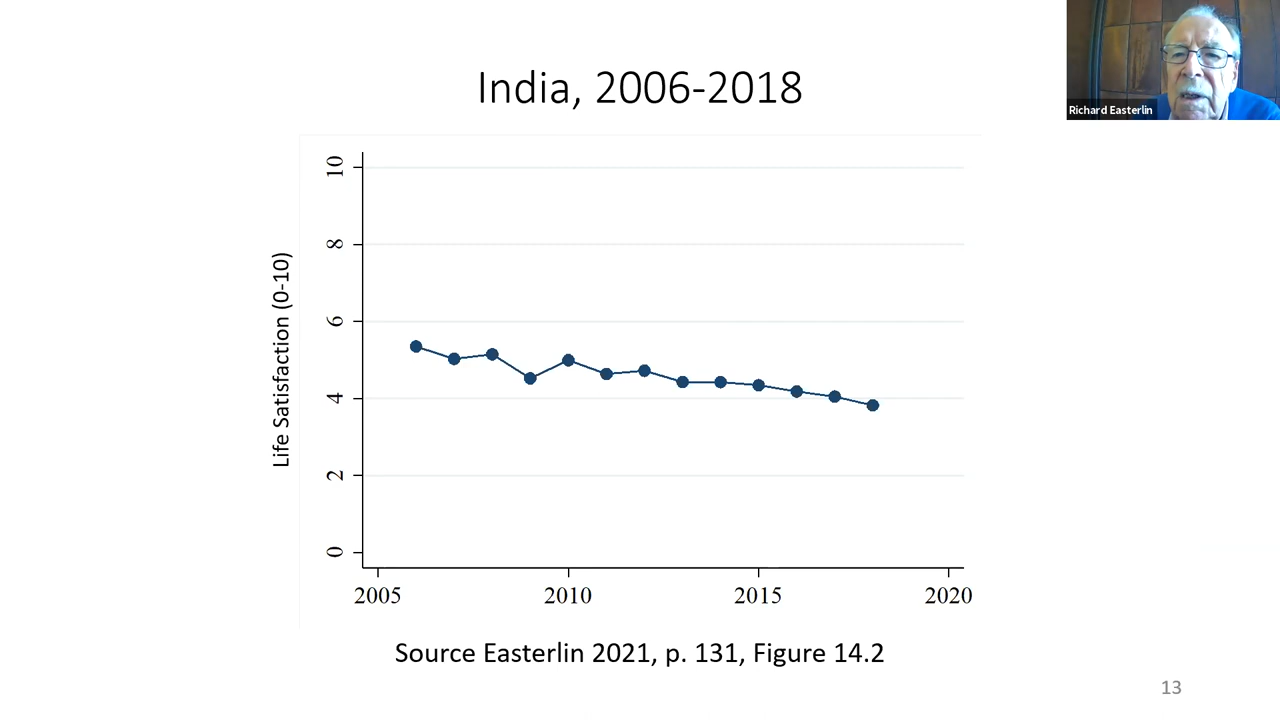 India, 2006-2018
Richard Easterlin
Life Satisfaction (0-10)
10
8
6
4
2
0
2005 2010 2015 2020
Source Easterlin 2021, p. 131, Figure 14.2
13